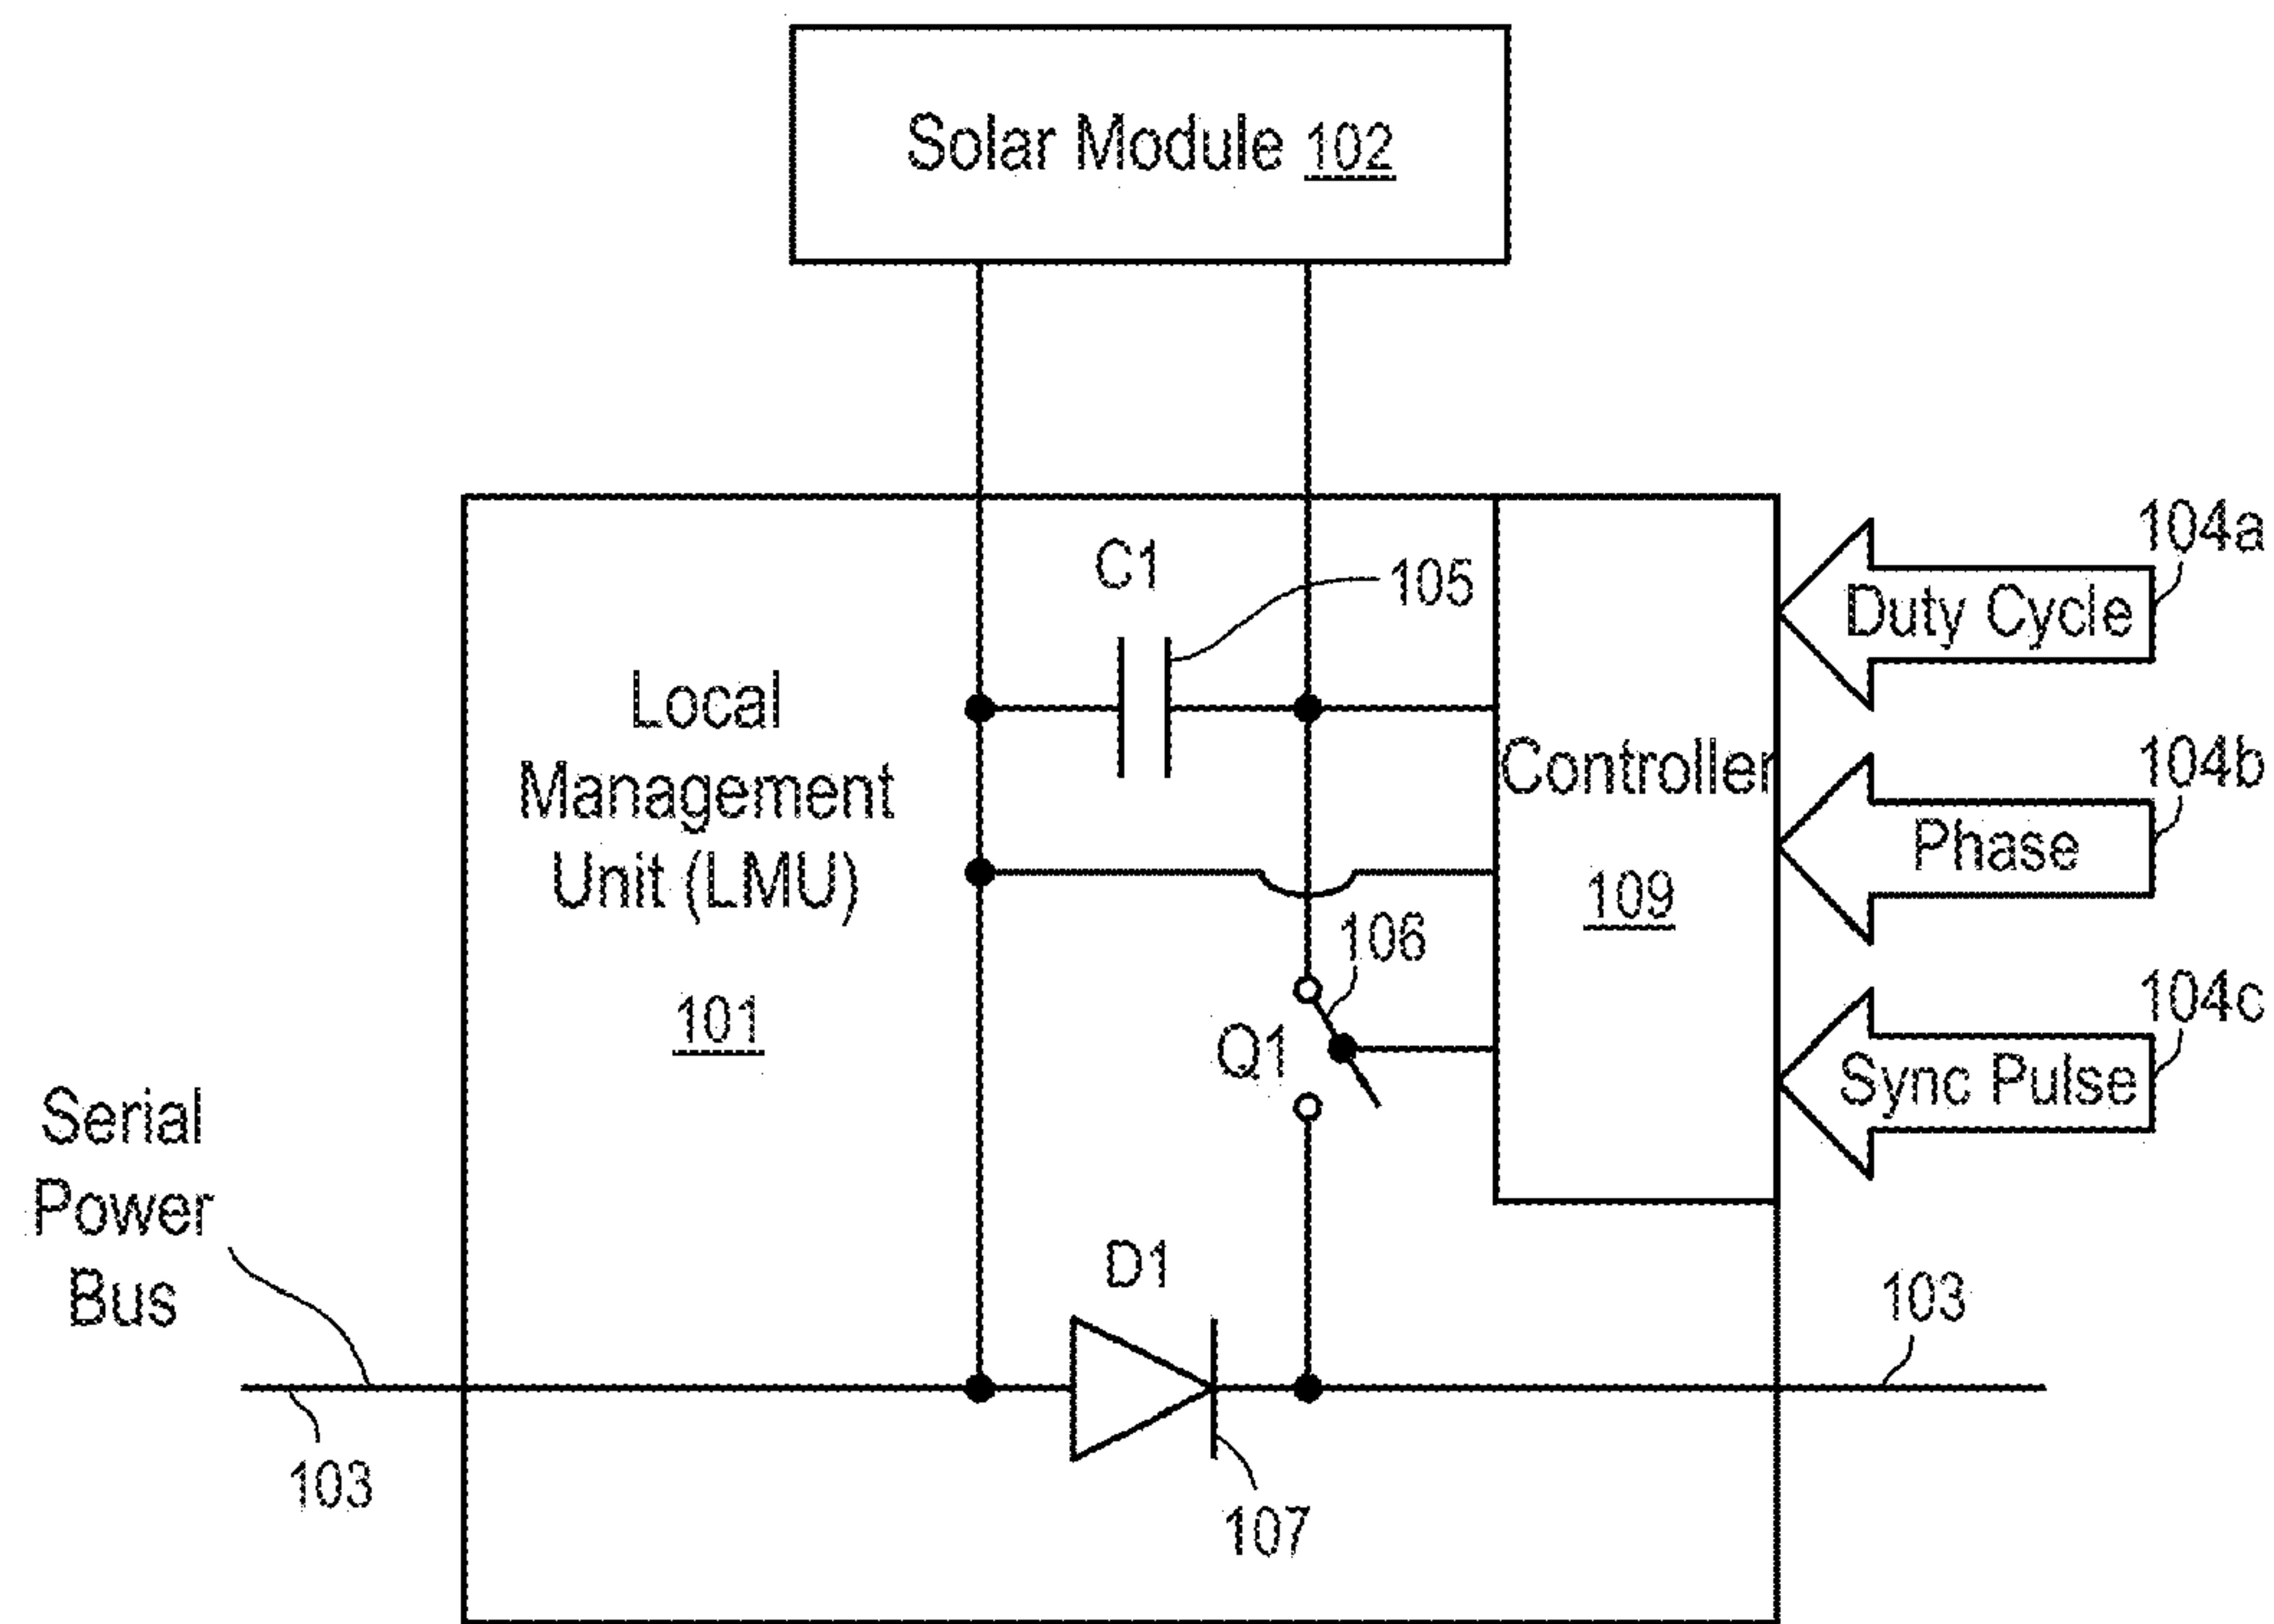 Solar Module 102
C1
105
104a
Duty Cycle
Local
Management
Unit (LMU)
101
Controller
109
104b
Phase
106
Q1
104c
Sync Pulse
Serial
Power
Bus
D1
103
103
107